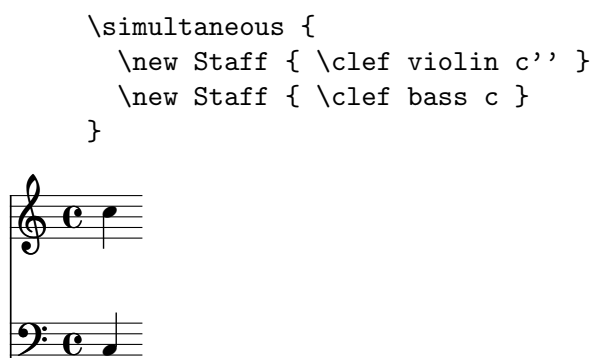 \simultaneous {
\new Staff { \clef violin c’’ }
\new Staff { \clef bass c }
}